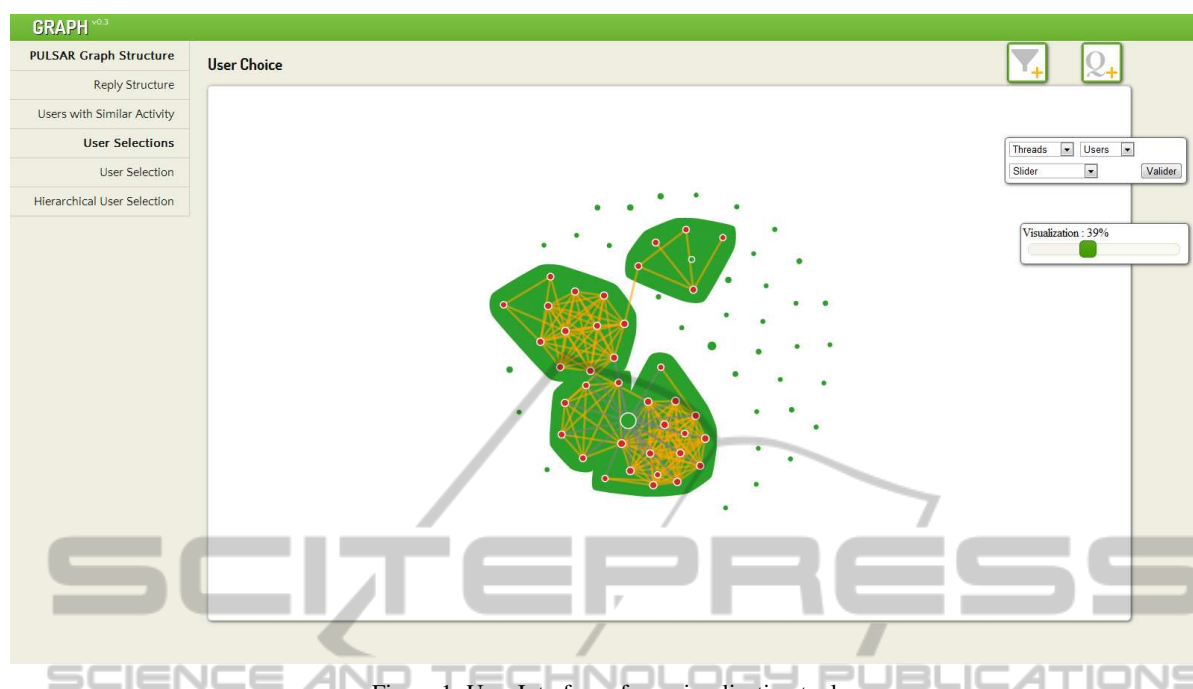 GRAPH v0.3
PULSAR Graph Structure
Reply Structure
Users with Similar Activity
User Selections
User Selection
Hierarchical User Selection
User Choice
Q
Threads Users
Slider Valider
Visualization : 39%
SCITEPRESS
SCIENCE AND TECHNOLOGY PUBLICATIONS
Figure 1: User Interface of our visualization tool.